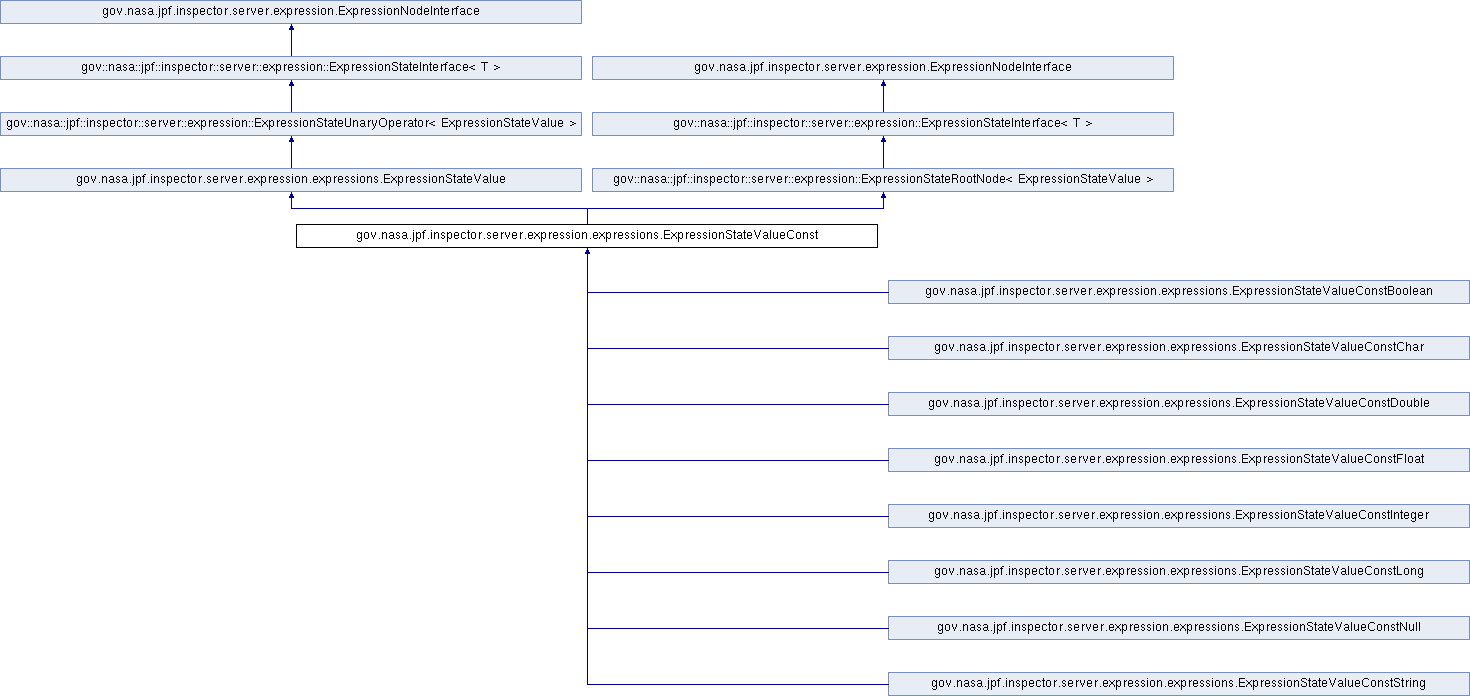 gov.nasa.jpf.inspector.server.expression.ExpressionNodeInterface
gov::nasa::jpf::inspector::server::expression::ExpressionStateInterface< T >
gov.nasa.jpf.inspector.server.expression.ExpressionNodeInterface
gov::nasa::jpf::inspector::server::expression::ExpressionStateUnaryOperator< ExpressionStateValue >
gov::nasa::jpf::inspector::server::expression::ExpressionStateInterface< T >
gov.nasa.jpf.inspector.server.expression.expressions.ExpressionStateValue
gov::nasa::jpf::inspector::server::expression::ExpressionStateRootNode< ExpressionStateValue >
gov.nasa.jpf.inspector.server.expression.expressions.ExpressionStateValueConst
gov.nasa.jpf.inspector.server.expression.expressions.ExpressionStateValueConstBoolean
gov.nasa.jpf.inspector.server.expression.expressions.ExpressionStateValueConstChar
gov.nasa.jpf.inspector.server.expression.expressions.ExpressionStateValueConstDouble
gov.nasa.jpf.inspector.server.expression.expressions.ExpressionStateValueConstFloat
gov.nasa.jpf.inspector.server.expression.expressions.ExpressionStateValueConstInteger
gov.nasa.jpf.inspector.server.expression.expressions.ExpressionStateValueConstLong
gov.nasa.jpf.inspector.server.expression.expressions.ExpressionStateValueConstNull
gov.nasa.jpf.inspector.server.expression.expressions.ExpressionStateValueConstString